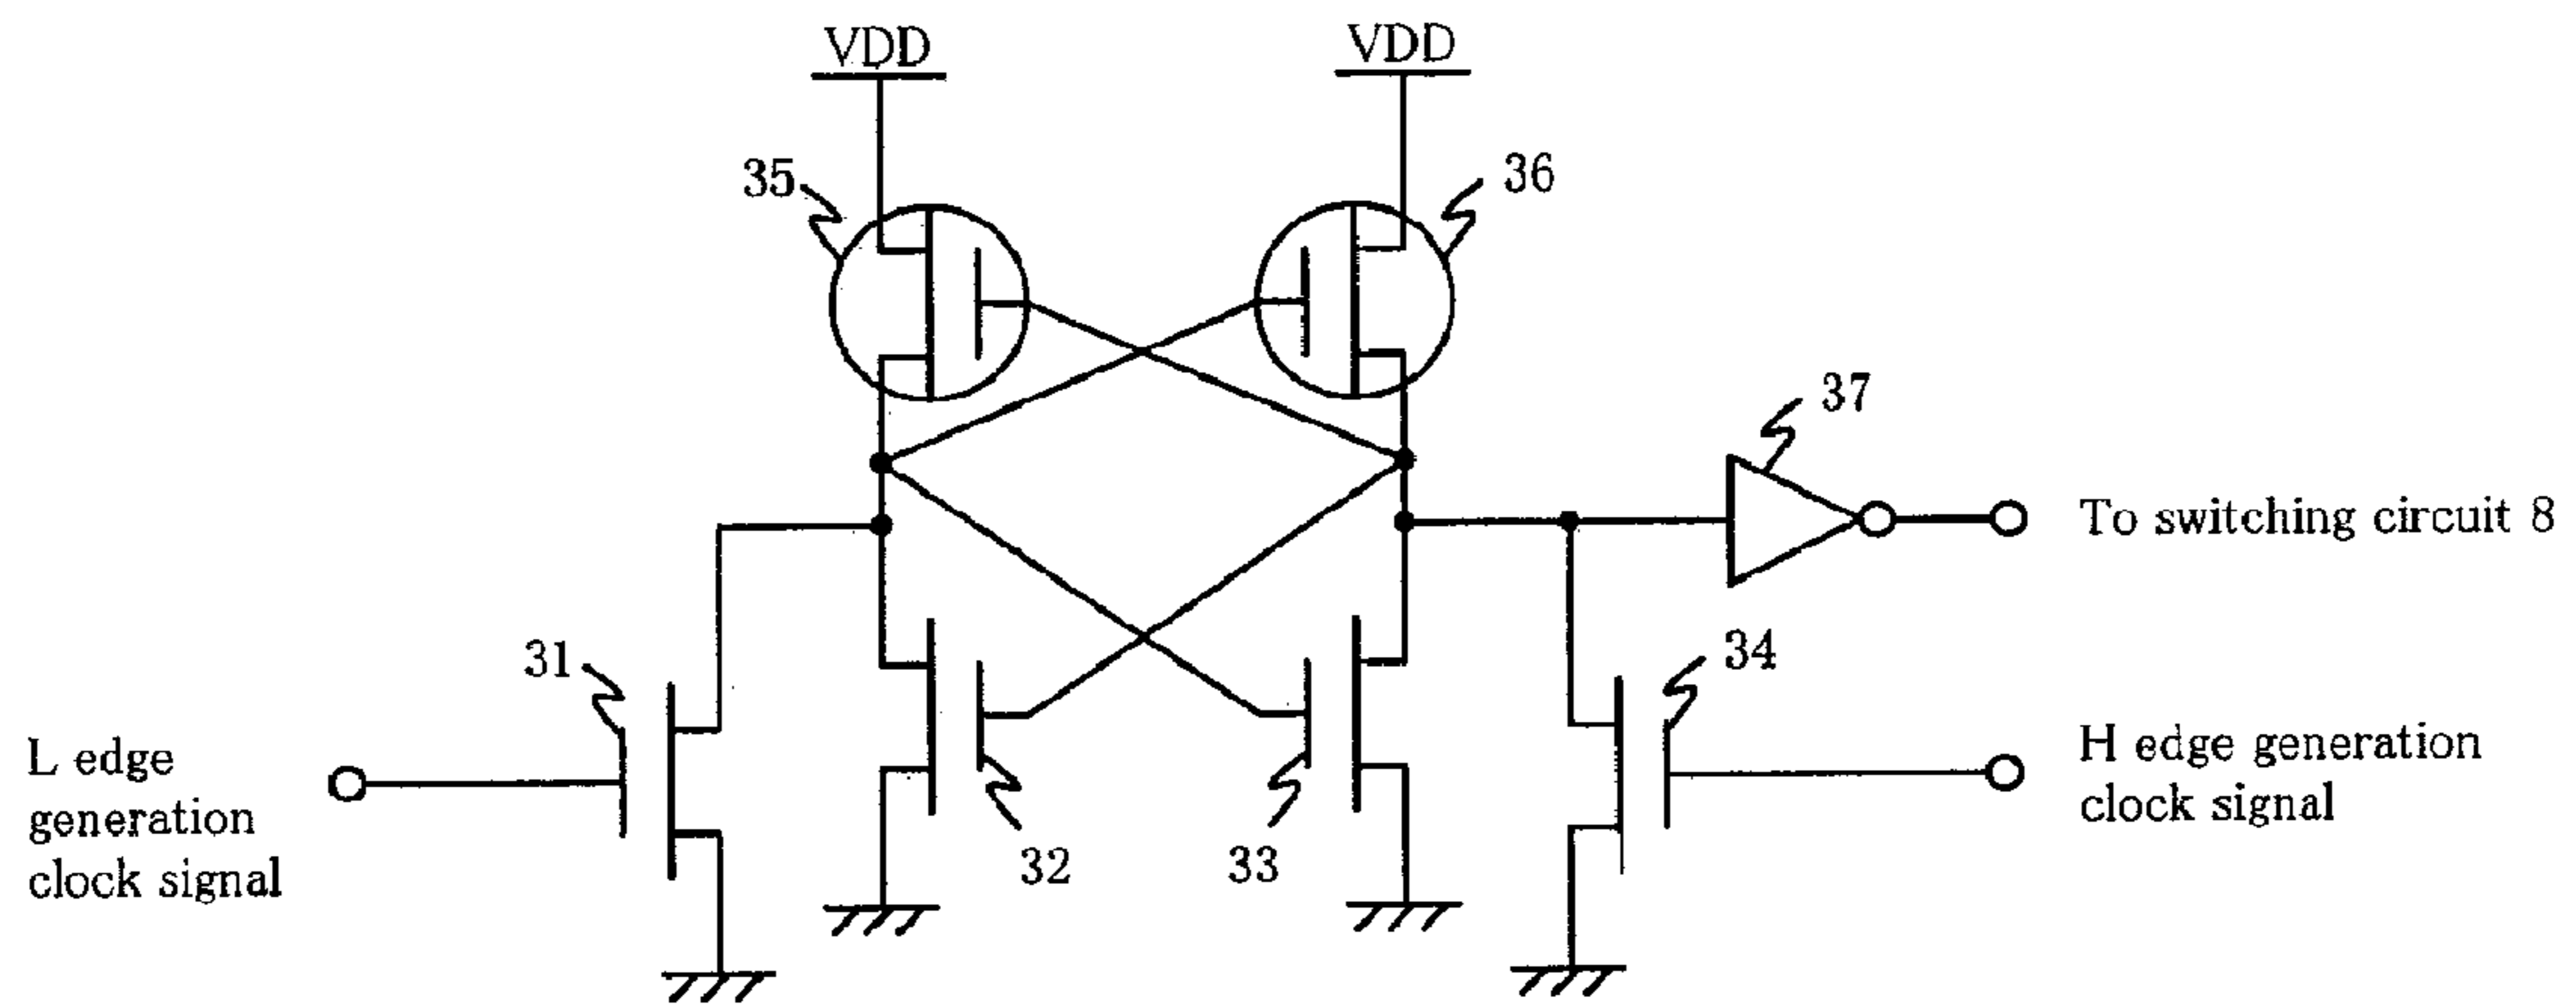 VDD
VDD
35
36
37
To switching circuit 8
31
34
L edge
generation
clock signal
H edge generation
clock signal
32
33